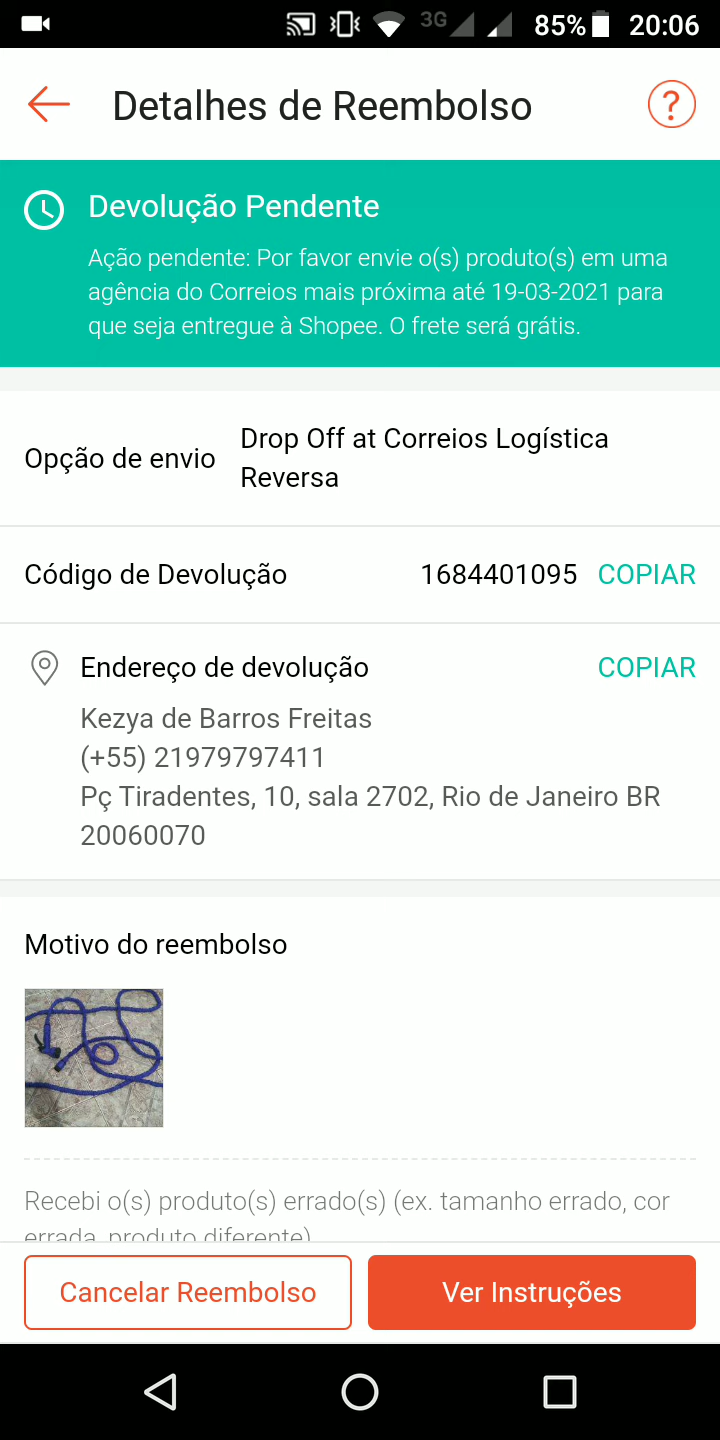 3G 85% 20:06
Detalhes de Reembolso ?
Devolução Pendente
Ação pendente: Por favor envie o(s) produto(s) em uma
agência do Correios mais próxima até 19-03-2021 para
que seja entregue à Shopee. O frete será grátis.
Opção de envio
Drop Off at Correios Logística
Reversa
Código de Devolução 1684401095 COPIAR
Endereço de devolução COPIAR
Kezya de Barros Freitas
(+55) 21979797411
Pç Tiradentes, 10, sala 2702, Rio de Janeiro BR
20060070
Motivo do reembolso
Recebi o(s) produto(s) errado(s) (ex. tamanho errado, cor
errada, produto diferente)
Cancelar Reembolso Ver Instruções